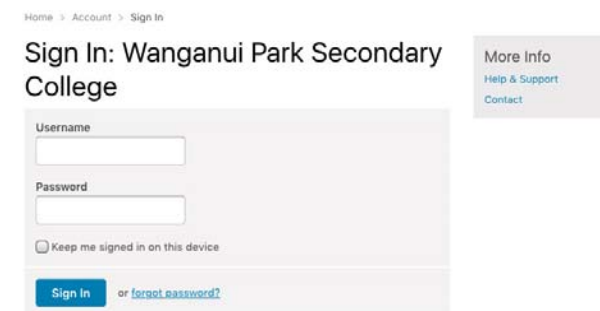 Home > Account > Sign In
Sign In: Wanganui Park Secondary
College
Username
Password
Keep me signed in on this device
Sign In or forgot password?
More Info
Help & Support
Contact